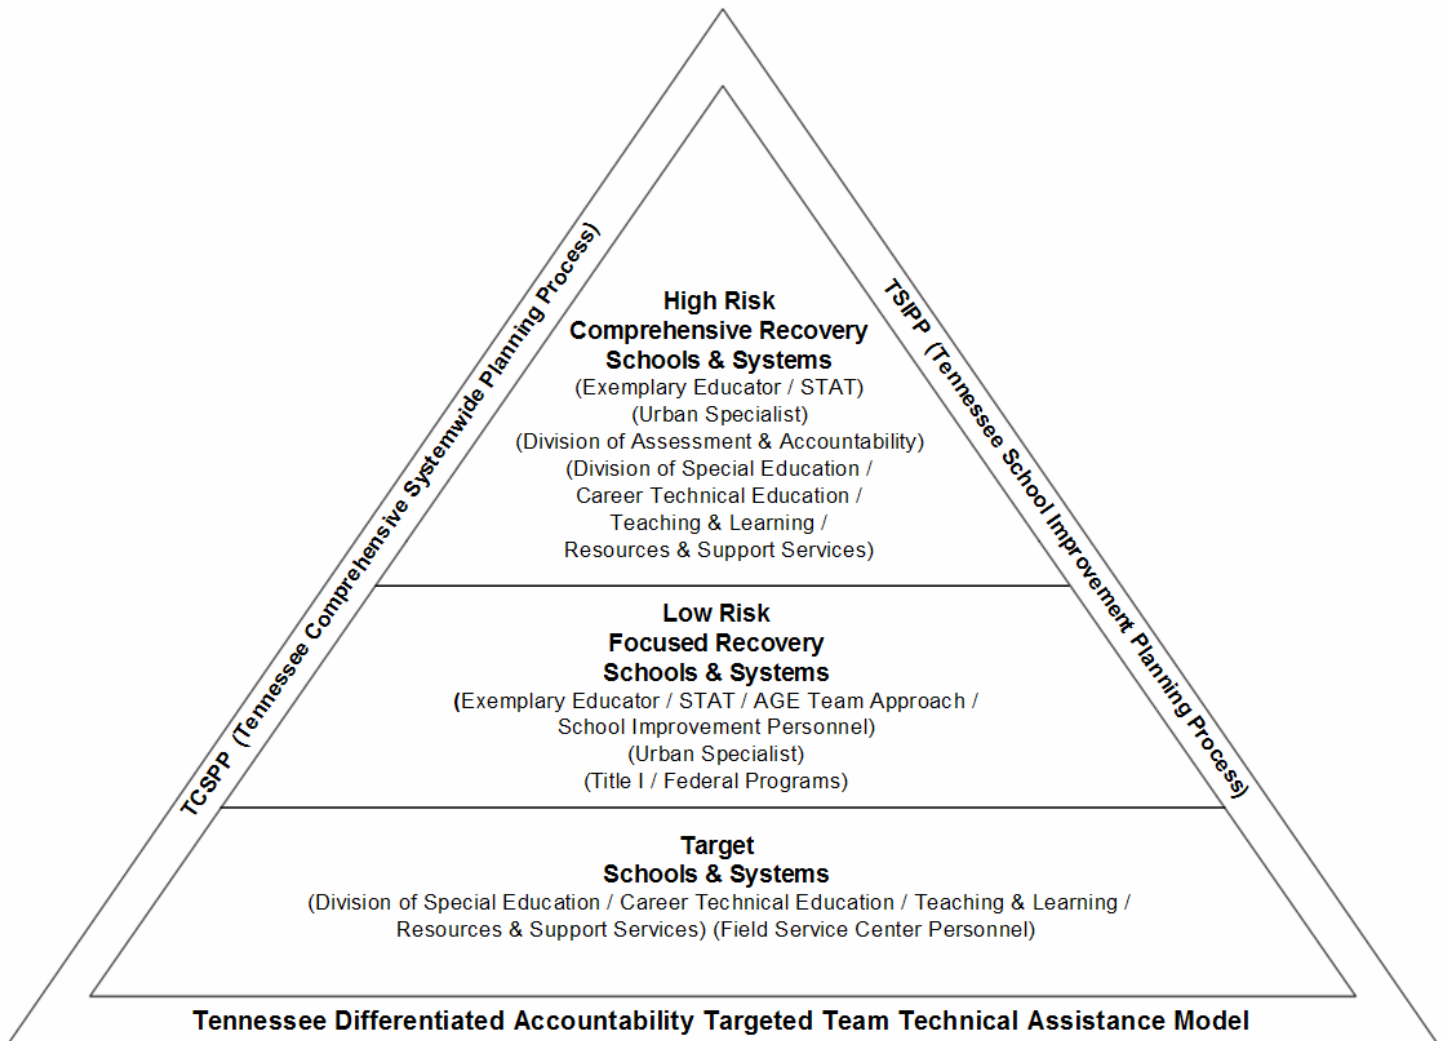 TCSPP (Tennessee Comprehensive Systemwide Planning Process)
TSIPP (Tennessee School Improvement Planning Process)
High Risk
Comprehensive Recovery
Schools & Systems
(Exemplary Educator / STAT)
(Urban Specialist)
(Division of Assessment & Accountability)
(Division of Special Education /
Career Technical Education /
Teaching & Learning /
Resources & Support Services)
Low Risk
Focused Recovery
Schools & Systems
(Exemplary Educator / STAT / AGE Team Approach /
School Improvement Personnel)
(Urban Specialist)
(Title I / Federal Programs)
Target
Schools & Systems
(Division of Special Education / Career Technical Education / Teaching & Learning /
Resources & Support Services) (Field Service Center Personnel)
Tennessee Differentiated Accountability Targeted Team Technical Assistance Model